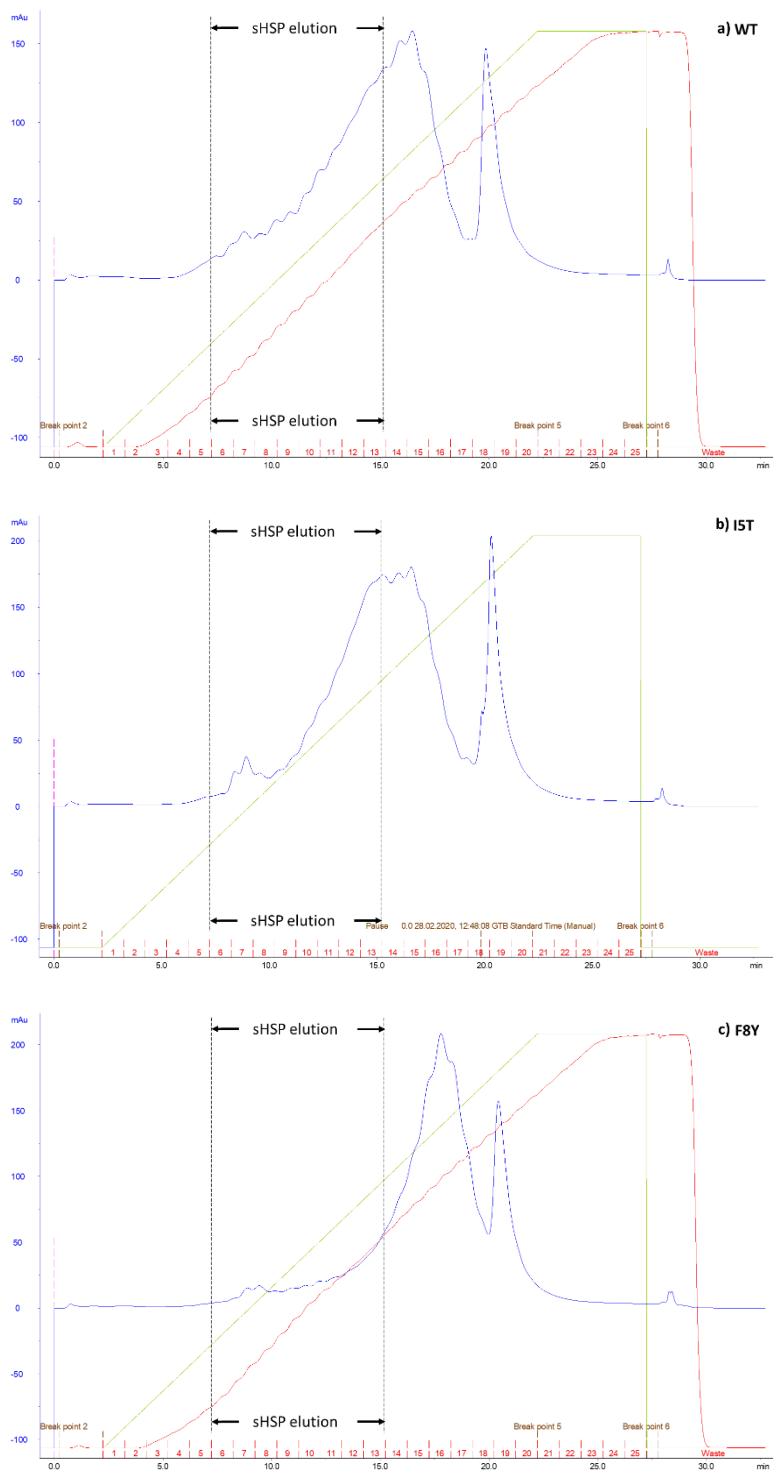 mAu
sHSP elution
a) WT
150
100
50
0
-50
-100
sHSP elution
Break point 2 Break point 5 Break point 6
1 2 3 4 5 6 7 8 9 10 11 12 13 14 15 16 17 18 19 20 21 22 23 24 25 Waste
0.0 5.0 10.0 15.0 20.0 25.0 30.0 min
mAu
b) I5T
sHSP elution
200
150
100
50
0
-50
-100
sHSP elution
Break point 2 Pause 0.0 28.02.2020, 12:48:08 GTB Standard Time (Manual) Break point 6
1 2 3 4 5 6 7 8 9 10 11 12 13 14 15 16 17 18 19 20 21 22 23 24 25 Waste
0.0 5.0 10.0 15.0 20.0 25.0 30.0 min
mAu
sHSP elution
c) F8Y
200
150
100
50
0
-50
-100
sHSP elution
Break point 2 Break point 5 Break point 6
1 2 3 4 5 6 7 8 9 10 11 12 13 14 15 16 17 18 19 20 21 22 23 24 25 Waste
0.0 5.0 10.0 15.0 20.0 25.0 30.0 min